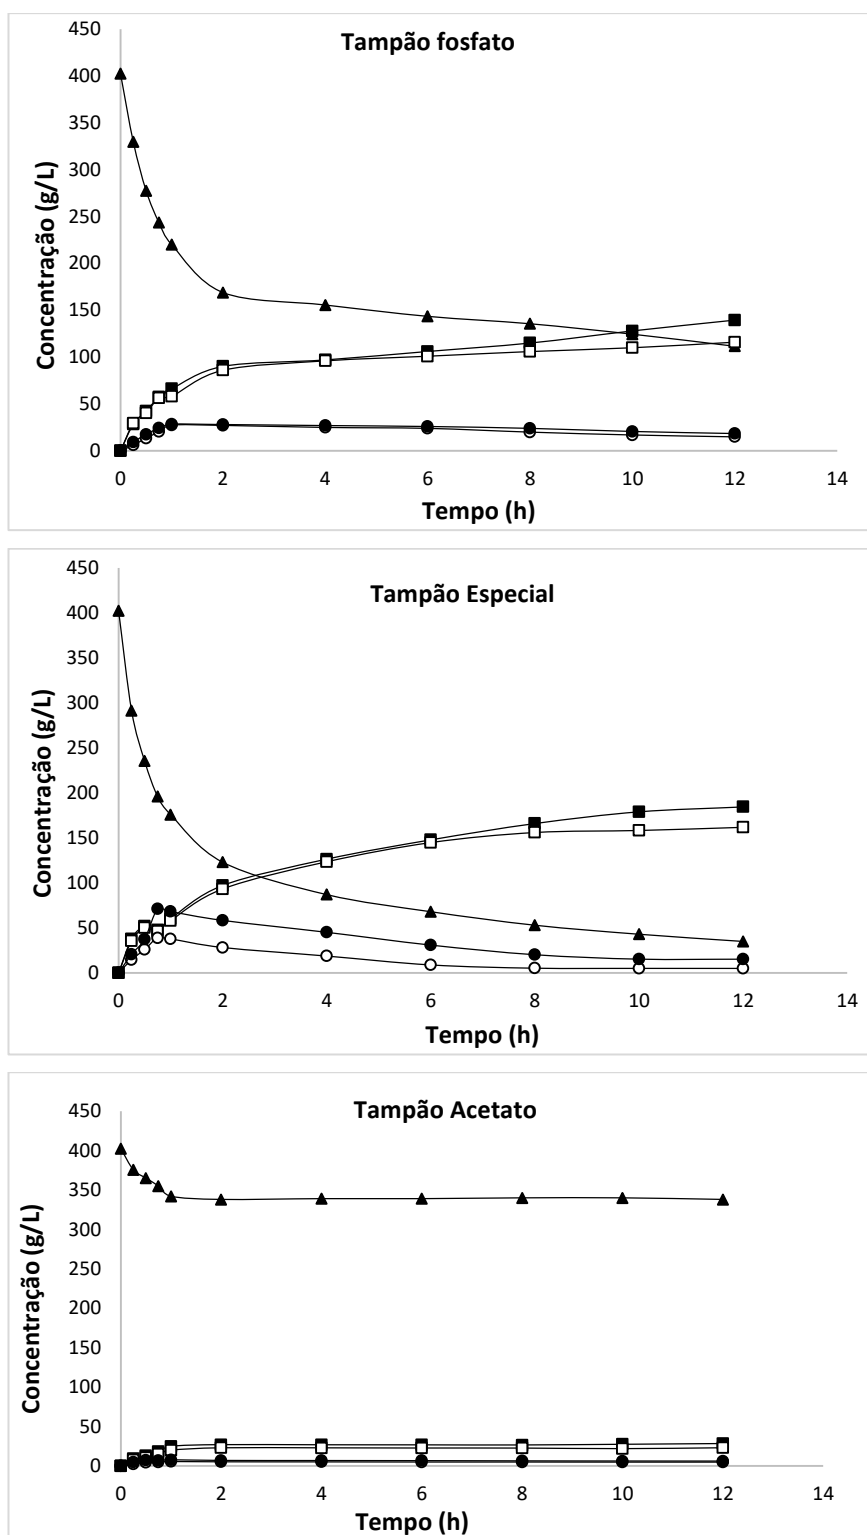 Tampão fosfato
Concentração (g/L)
450
400
350
300
250
200
150
100
50
0
0 2 4 6 8 10 12 14
Tempo (h)
Tampão Especial
Concentração (g/L)
450
400
350
300
250
200
150
100
50
0
0 2 4 6 8 10 12 14
Tempo (h)
Tampão Acetato
Concentração (g/L)
450
400
350
300
250
200
150
100
50
0
0 2 4 6 8 10 12 14
Tempo (h)